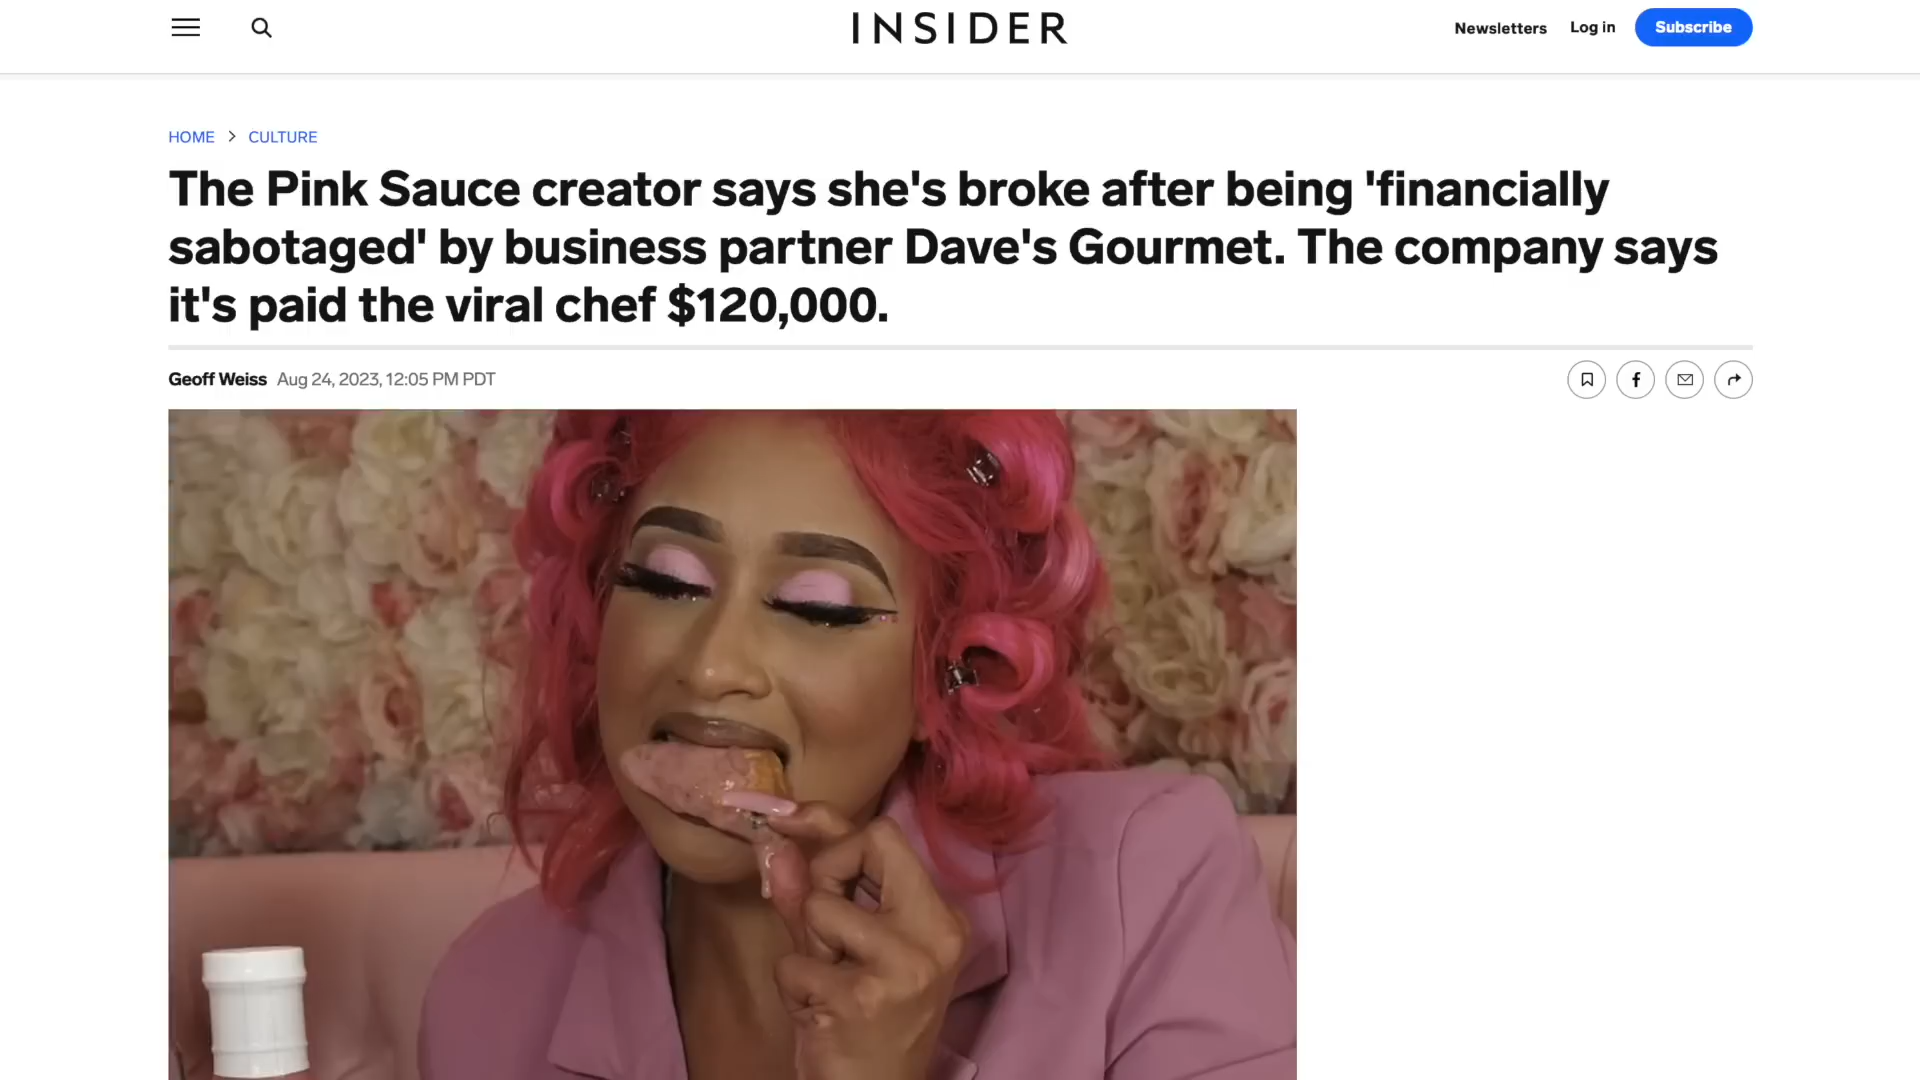 INSIDER
Newsletters
Log in
Subscribe
HOME > CULTURE
The Pink Sauce creator says she's broke after being 'financially
sabotaged' by business partner Dave's Gourmet. The company says
it's paid the viral chef $120,000.
Geoff Weiss Aug 24, 2023, 12:05 PM PDT